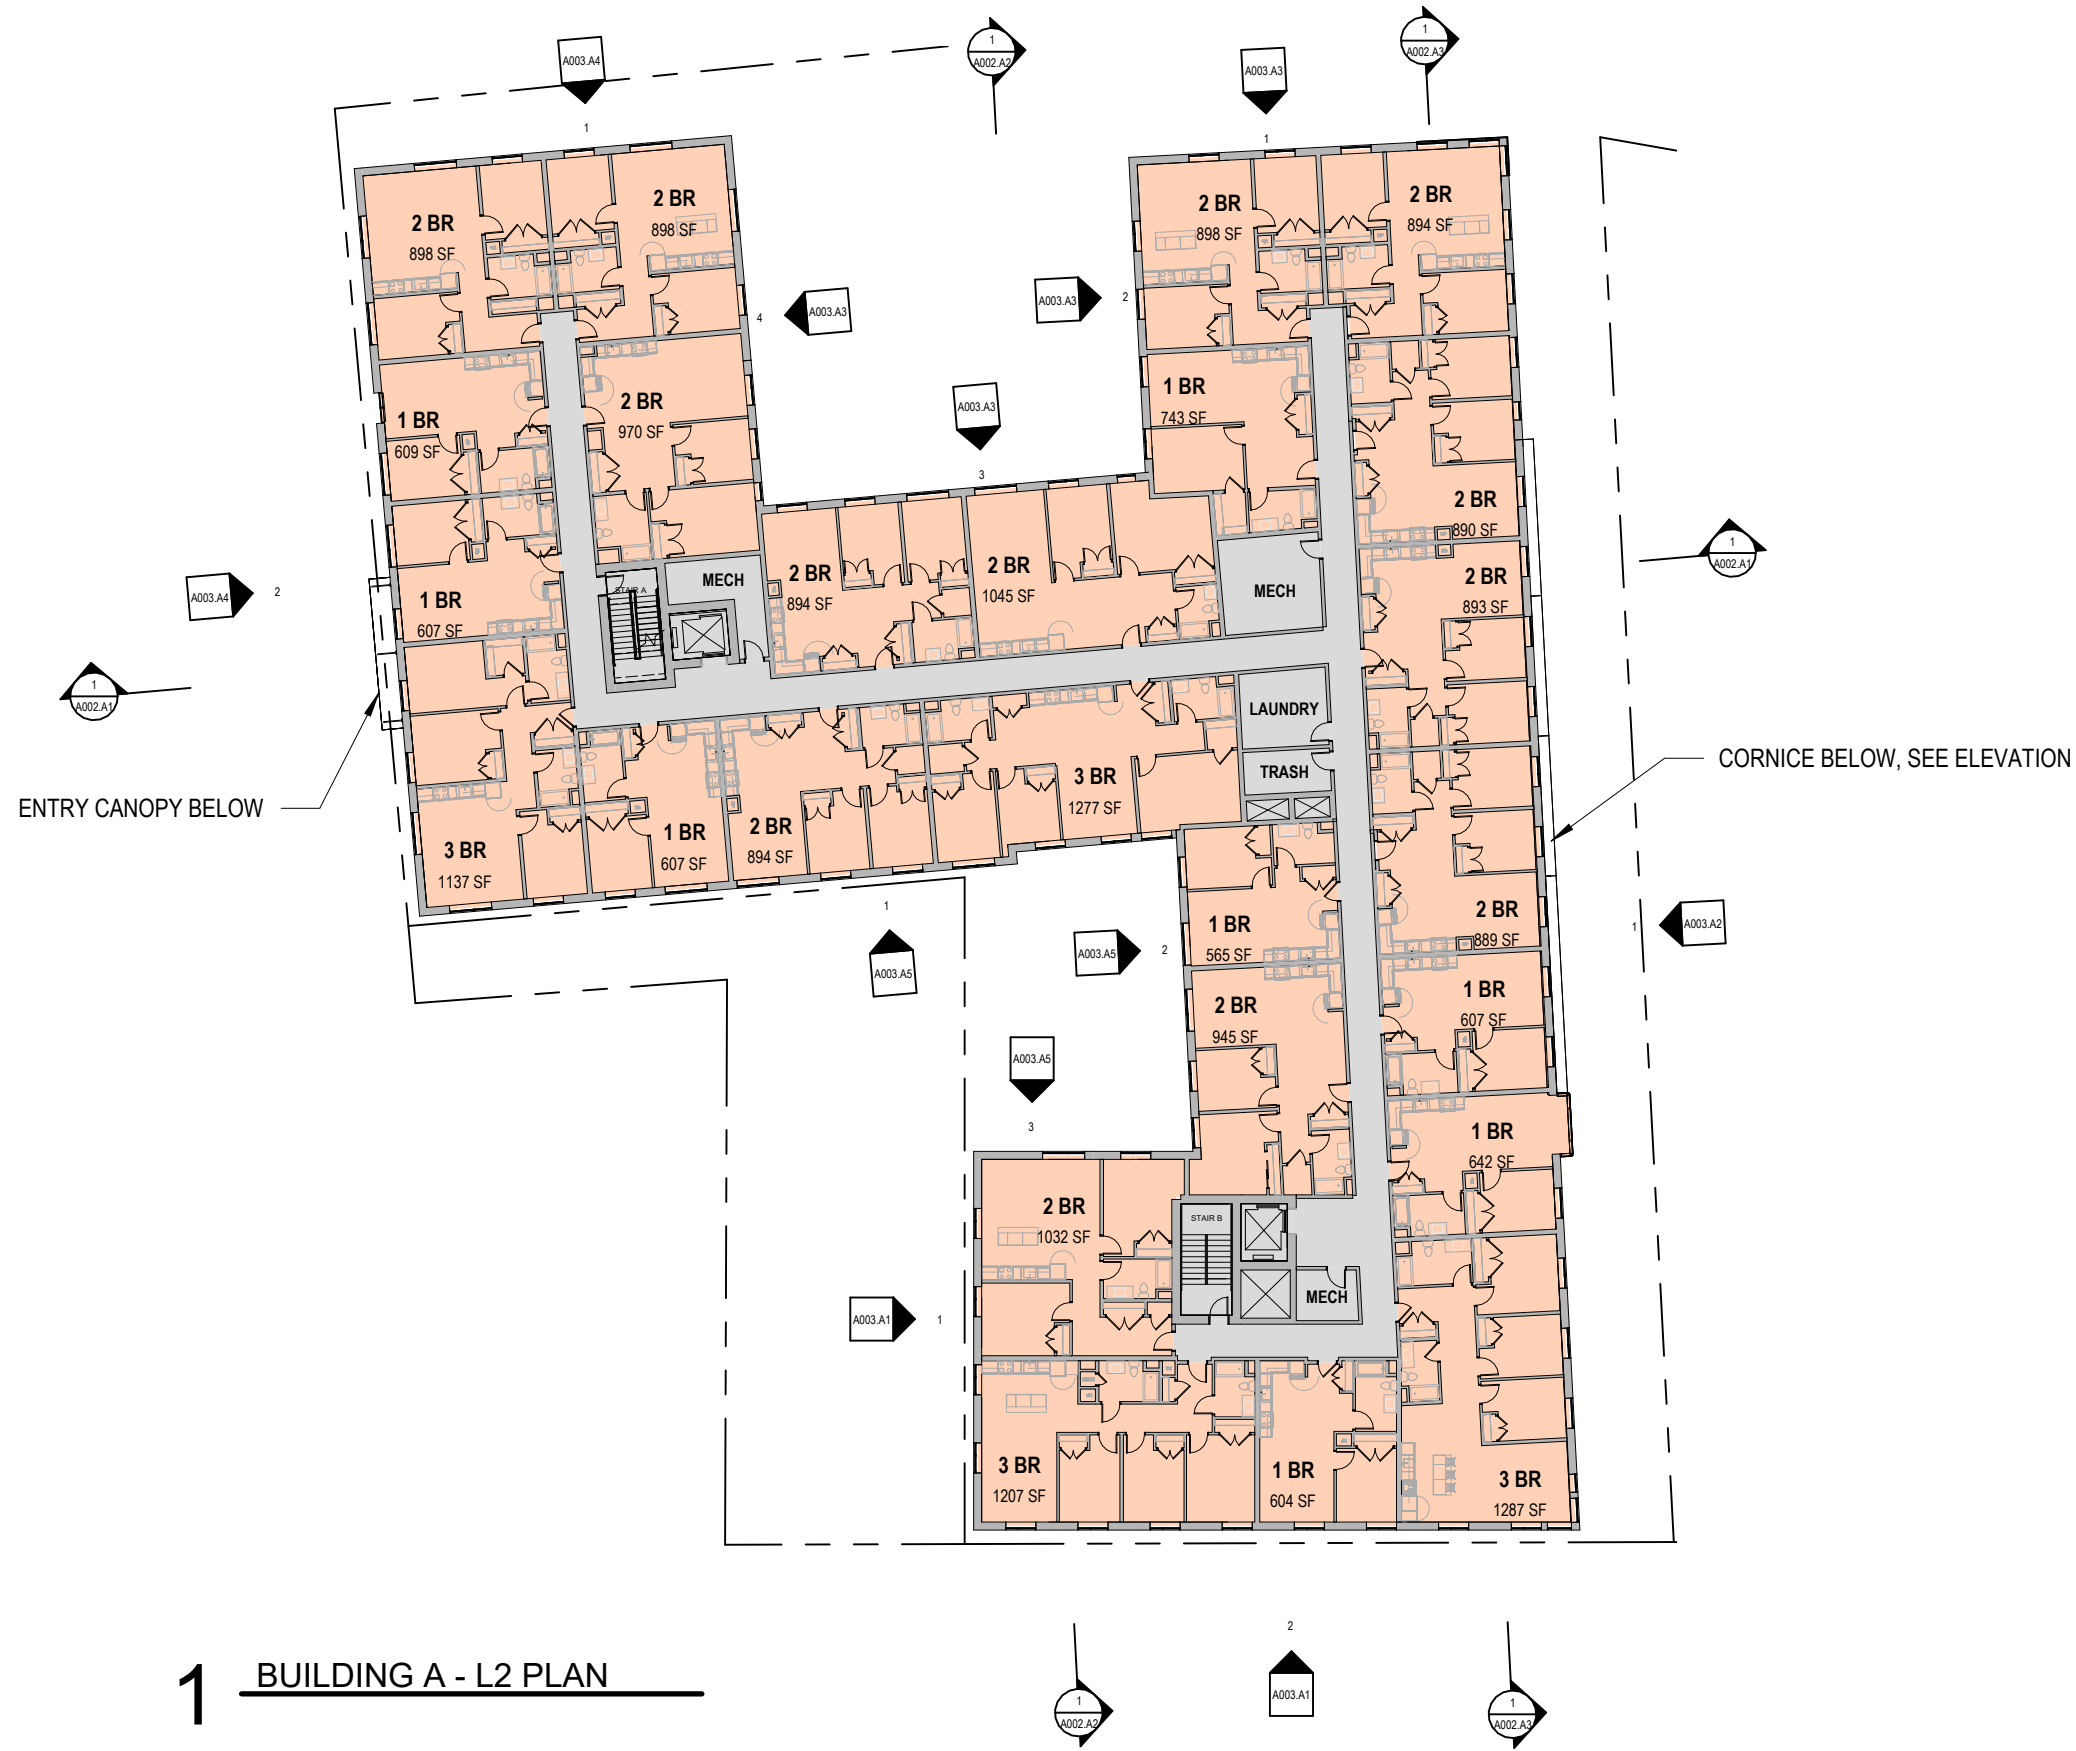 1
A002.A2
1
A002.A3
A003.A4
1
A003.A3
1
2 BR
898 SF
2 BR
898 SF
2 BR
898 SF
2 BR
894 SF
4
A003.A3
A003.A3
2
1 BR
609 SF
2 BR
970 SF
A003.A3
3
1 BR
743 SF
2 BR
890 SF
A003.A4
2
1 BR
607 SF
STAIR A
MECH
2 BR
894 SF
2 BR
1045 SF
MECH
2 BR
893 SF
1
A002.A1
1
A002.A1
LAUNDRY
TRASH
CORNICE BELOW, SEE ELEVATION
ENTRY CANOPY BELOW
3 BR
1137 SF
1 BR
607 SF
2 BR
894 SF
3 BR
1277 SF
1
A003.A5
A003.A5
2
1 BR
565 SF
2 BR
889 SF
1
A003.A2
2 BR
945 SF
1 BR
607 SF
A003.A5
3
1 BR
642 SF
2 BR
1032 SF
STAIR B
MECH
A003.A1
1
3 BR
1207 SF
1 BR
604 SF
3 BR
1287 SF
2
A003.A1
1
A002.A2
1
A002.A3
1
BUILDING A - L2 PLAN